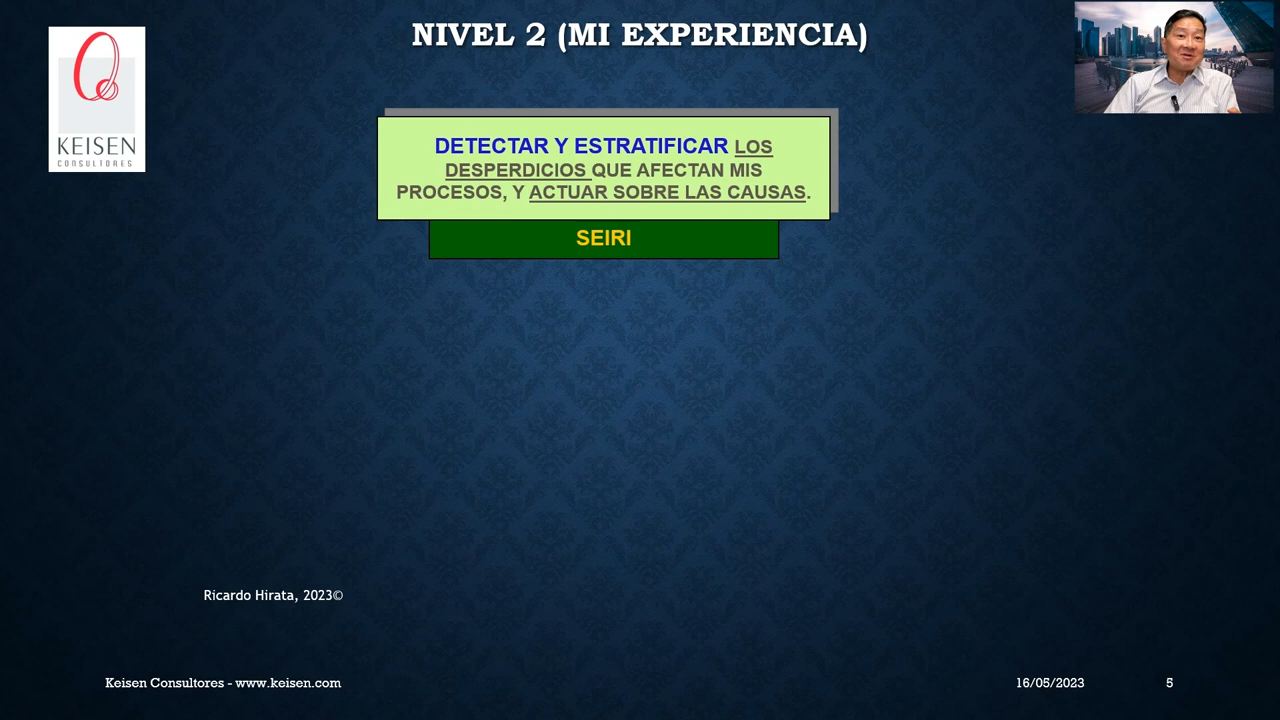 NIVEL 2 (MI EXPERIENCIA)
KEISEN
CONSULTORES
DETECTAR Y ESTRATIFICAR LOS
DESPERDICIOS QUE AFECTAN MIS
PROCESOS, Y ACTUAR SOBRE LAS CAUSAS.
SEIRI
Ricardo Hirata, 2023©
Keisen Consultores - www.keisen.com
16/05/2023
5